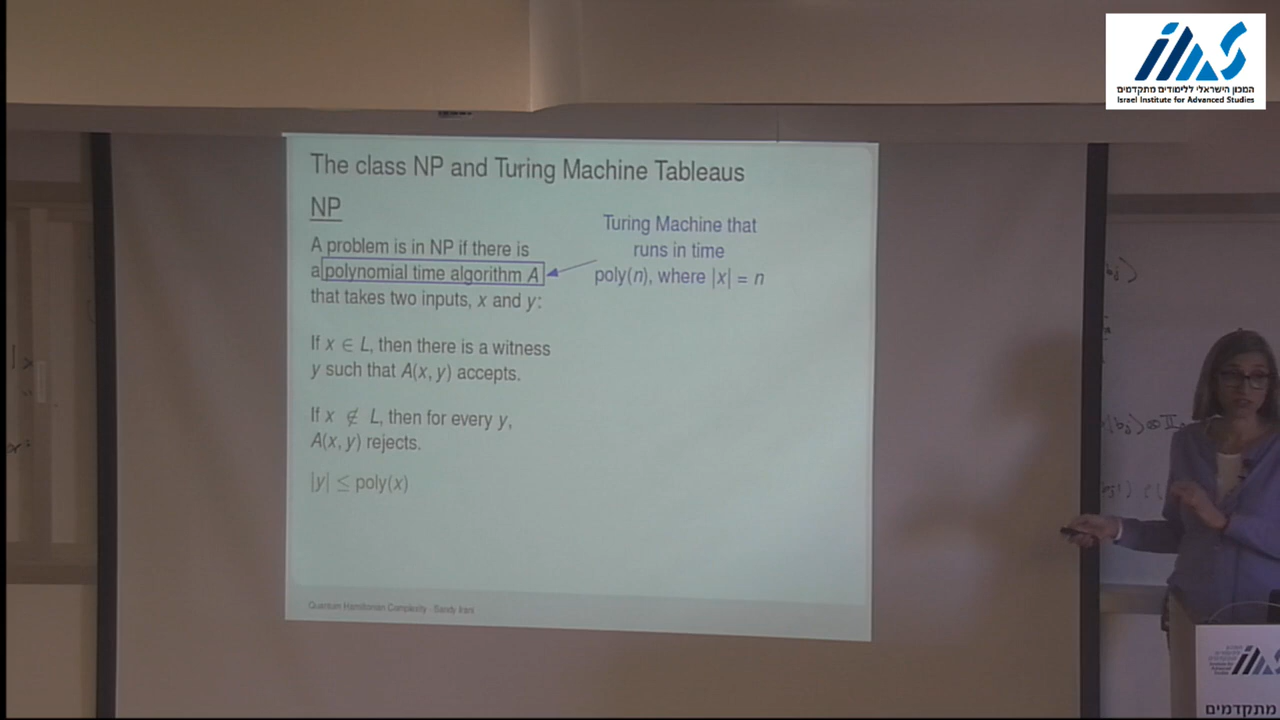 המכון הישראלי ללימודים מתקדמים
Israel Institute for Advanced Studies
The class NP and Turing Machine Tableaus
NP
A problem is in NP if there is
a polynomial time algorithm A
that takes two inputs, x and y:
Turing Machine that
runs in time
poly(n), where |x| = n
If x ∈ L, then there is a witness
y such that A(x, y) accepts.
If x ∉ L, then for every y,
A(x, y) rejects.
|y| ≤ poly(x)
Quantum Hamiltonian Complexity Sandy Irani
מתקדמים